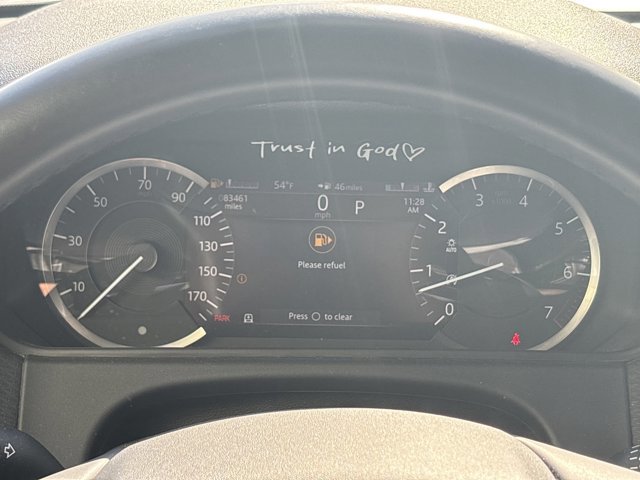 Trust in God♡
54°F
46 miles
083461
miles
0
mph
P
11:28
AM
Please refuel
Press ○ to clear
10
30
50
70
90
110
130
150
170
PARK
0
1
2
3
4
5
6
7
AUTO